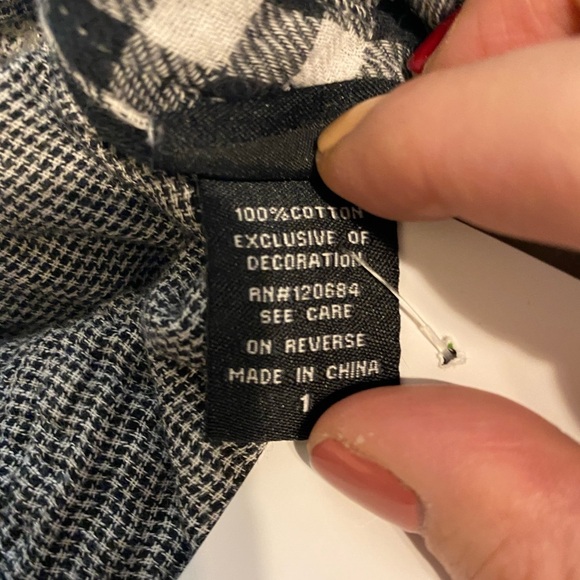 100%COTTON
EXCLUSIVE OF
DECORATION
RN#120684
SEE CARE
ON REVERSE
MADE IN CHINA
1